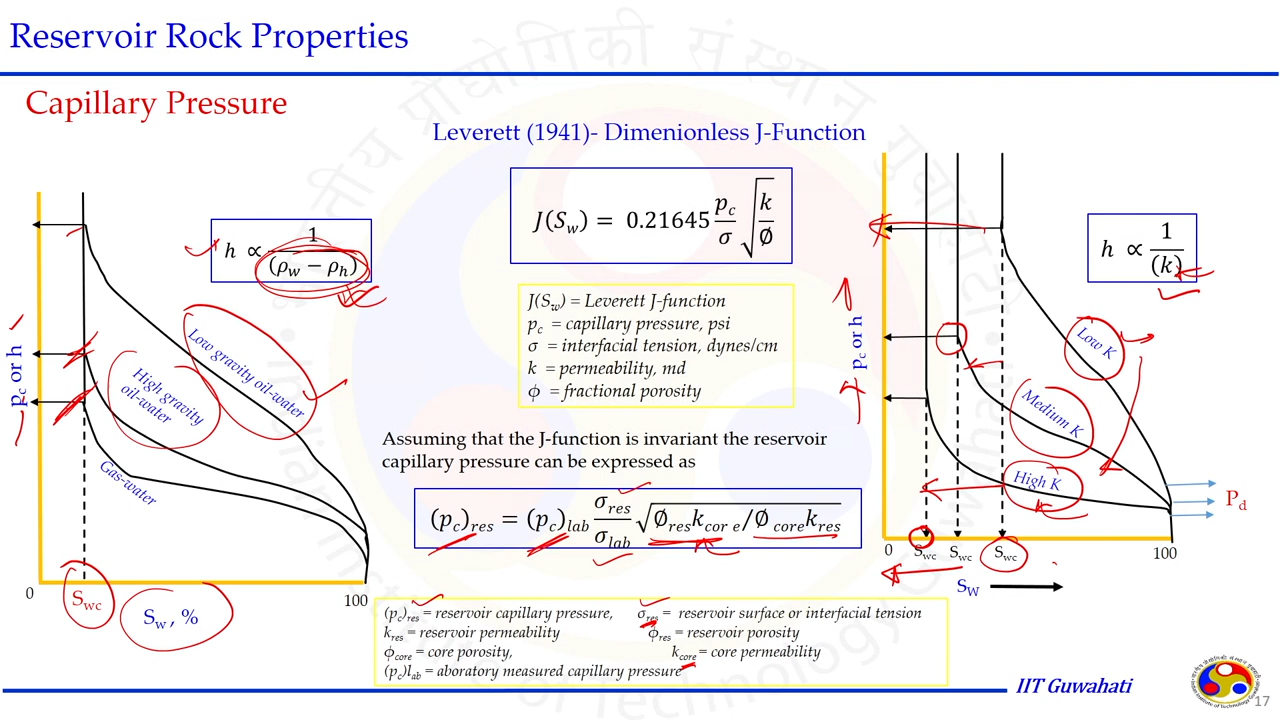 Reservoir Rock Properties
Capillary Pressure
Leverett (1941)- Dimenionless J-Function
p_c or h
h ∝ 1/(ρ_w − ρ_h)
Low gravity oil-water
High gravity
oil-water
Gas-water
0
S_wc
S_w, %
100
J(S_w) = 0.21645 p_c/σ √(k/Ø)
J(S_w) = Leverett J-function
p_c = capillary pressure, psi
σ = interfacial tension, dynes/cm
k = permeability, md
ϕ = fractional porosity
Assuming that the J-function is invariant the reservoir
capillary pressure can be expressed as
(p_c)_res = (p_c)_lab σ_res/σ_lab √(Ø_res k_cor e/Ø_core k_res)
(p_c)_res = reservoir capillary pressure, σ_res = reservoir surface or interfacial tension
k_res = reservoir permeability ϕ_res = reservoir porosity
ϕ_core = core porosity, k_core = core permeability
(p_c)l_ab = aboratory measured capillary pressure
p_c or h
h ∝ 1/(k)
Low K
Medium K
High K
P_d
0
S_wc
S_wc
S_wc
100
S_W
IIT Guwahati
17